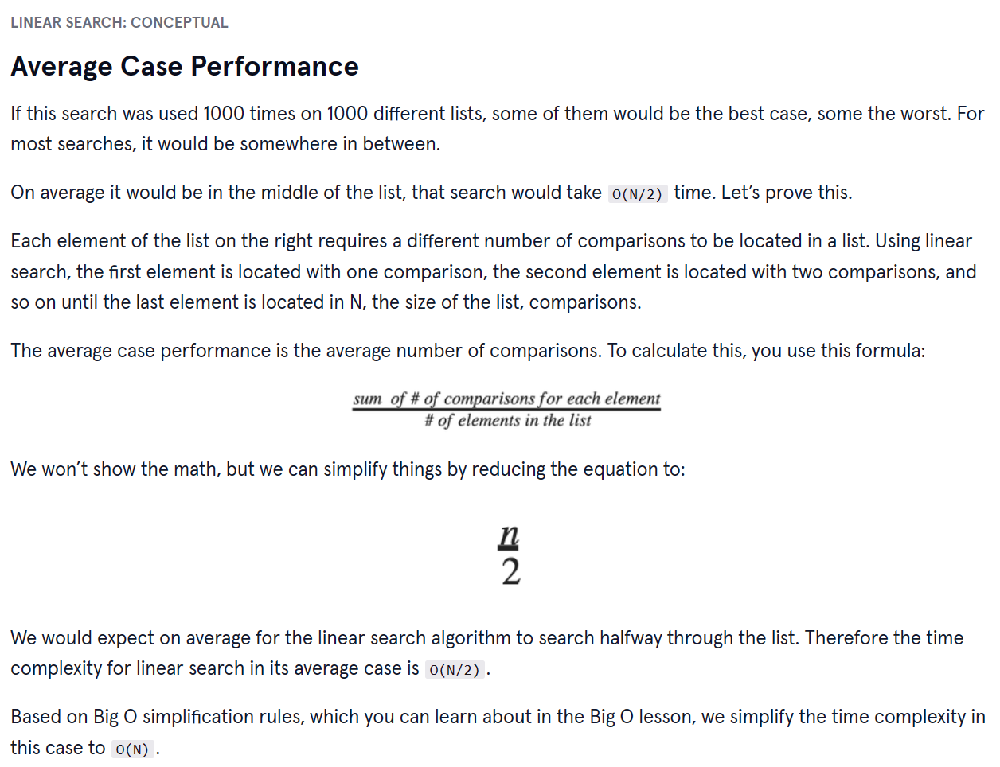 LINEAR SEARCH: CONCEPTUAL
Average Case Performance
If this search was used 1000 times on 1000 different lists, some of them would be the best case, some the worst. For
most searches, it would be somewhere in between.
On average it would be in the middle of the list, that search would take O(N/2) time. Let’s prove this.
Each element of the list on the right requires a different number of comparisons to be located in a list. Using linear
search, the first element is located with one comparison, the second element is located with two comparisons, and
so on until the last element is located in N, the size of the list, comparisons.
The average case performance is the average number of comparisons. To calculate this, you use this formula:
sum of # of comparisons for each element
# of elements in the list
We won’t show the math, but we can simplify things by reducing the equation to:
n
2
We would expect on average for the linear search algorithm to search halfway through the list. Therefore the time
complexity for linear search in its average case is O(N/2).
Based on Big O simplification rules, which you can learn about in the Big O lesson, we simplify the time complexity in
this case to O(N).